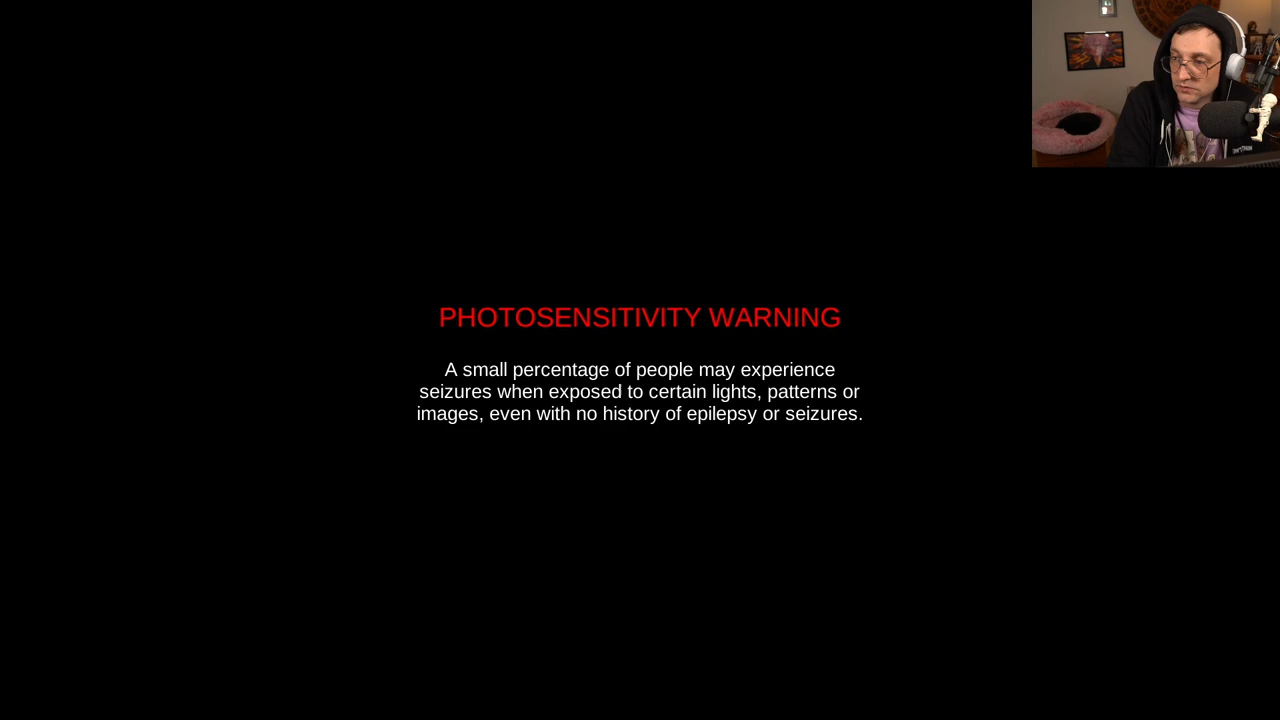 PHOTOSENSITIVITY WARNING
A small percentage of people may experience
seizures when exposed to certain lights, patterns or
images, even with no history of epilepsy or seizures.